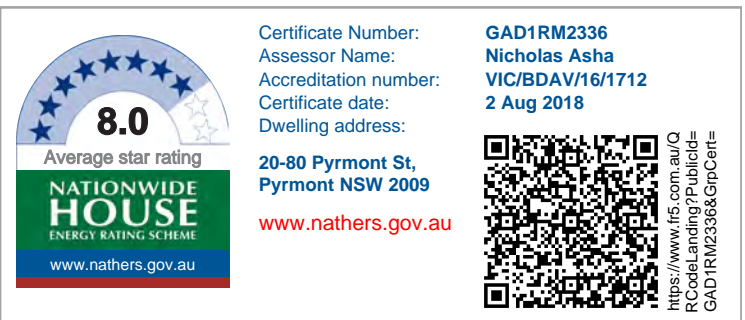 8.0
Average star rating
NATIONWIDE
HOUSE
ENERGY RATING SCHEME
www.nathers.gov.au
Certificate Number: GAD1RM2336
Assessor Name: Nicholas Asha
Accreditation number: VIC/BDAV/16/1712
Certificate date: 2 Aug 2018
Dwelling address:
20-80 Pyrmont St,
Pyrmont NSW 2009
www.nathers.gov.au
https://www.fr5.com.au/Q
RCodeLanding?PublicId=
GAD1RM2336&GrpCert=